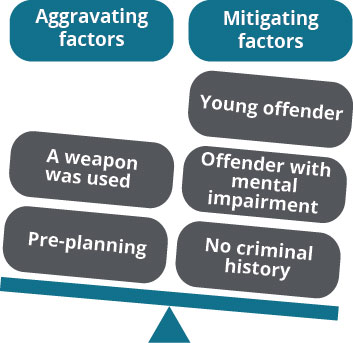 Aggravating
factors
Mitigating
factors
Young offender
A weapon
was used
Offender with
mental
impairment
Pre-planning
No criminal
history